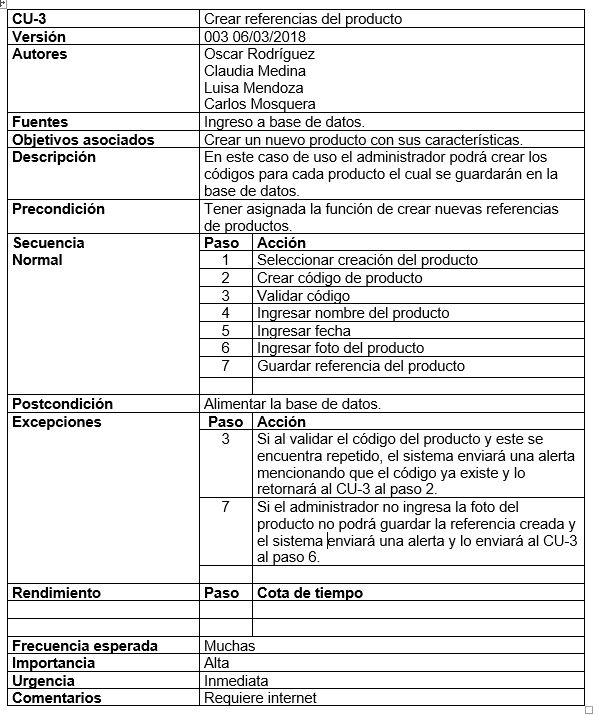 CU-3 Crear referencias del producto
Versión 003 06/03/2018
Autores Oscar Rodríguez
Claudia Medina
Luisa Mendoza
Carlos Mosquera
Fuentes Ingreso a base de datos.
Objetivos asociados Crear un nuevo producto con sus características.
Descripción En este caso de uso el administrador podrá crear los
códigos para cada producto el cual se guardarán en la
base de datos.
Precondición Tener asignada la función de crear nuevas referencias
de productos.
Secuencia Paso Acción
Normal 1 Seleccionar creación del producto
2 Crear código de producto
3 Validar código
4 Ingresar nombre del producto
5 Ingresar fecha
6 Ingresar foto del producto
7 Guardar referencia del producto
Postcondición Alimentar la base de datos.
Excepciones Paso Acción
3 Si al validar el código del producto y este se
encuentra repetido, el sistema enviará una alerta
mencionando que el código ya existe y lo
retornará al CU-3 al paso 2.
7 Si el administrador no ingresa la foto del
producto no podrá guardar la referencia creada y
el sistema enviará una alerta y lo enviará al CU-3
al paso 6.
Rendimiento Paso Cota de tiempo
Frecuencia esperada Muchas
Importancia Alta
Urgencia Inmediata
Comentarios Requiere internet